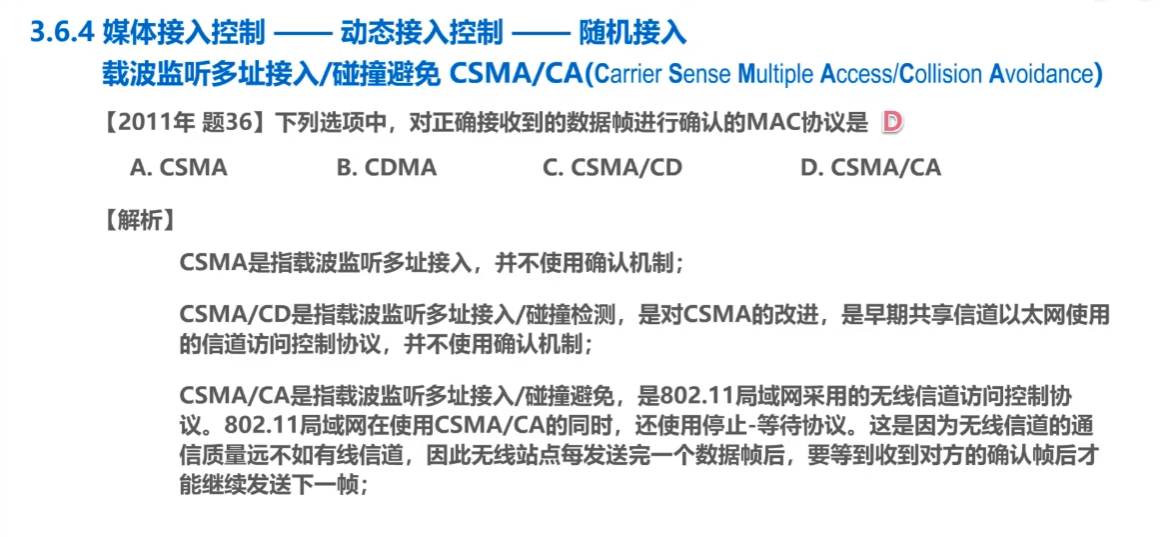 3.6.4 媒体接入控制 —— 动态接入控制 —— 随机接入
载波监听多址接入/碰撞避免 CSMA/CA(Carrier Sense Multiple Access/Collision Avoidance)
【2011年 题36】下列选项中，对正确接收到的数据帧进行确认的MAC协议是 D
A. CSMA B. CDMA C. CSMA/CD D. CSMA/CA
【解析】
CSMA是指载波监听多址接入，并不使用确认机制；
CSMA/CD是指载波监听多址接入/碰撞检测，是对CSMA的改进，是早期共享信道以太网使用
的信道访问控制协议，并不使用确认机制；
CSMA/CA是指载波监听多址接入/碰撞避免，是802.11局域网采用的无线信道访问控制协
议。802.11局域网在使用CSMA/CA的同时，还使用停止-等待协议。这是因为无线信道的通
信质量远不如有线信道，因此无线站点每发送完一个数据帧后，要等到收到对方的确认帧后才
能继续发送下一帧；